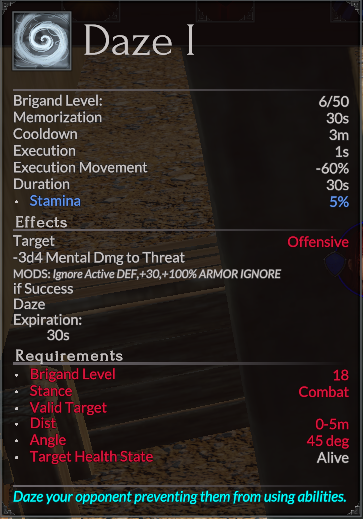 Daze I
Brigand Level: 6/50
Memorization 30s
Cooldown 3m
Execution 1s
Execution Movement -60%
Duration 30s
• Stamina 5%
Effects
Target Offensive
-3d4 Mental Dmg to Threat
MODS: Ignore Active DEF,+30,+100% ARMOR IGNORE
if Success
Daze
Expiration:
30s
Requirements
• Brigand Level 18
• Stance Combat
• Valid Target
• Dist 0-5m
• Angle 45 deg
• Target Health State Alive
Daze your opponent preventing them from using abilities.